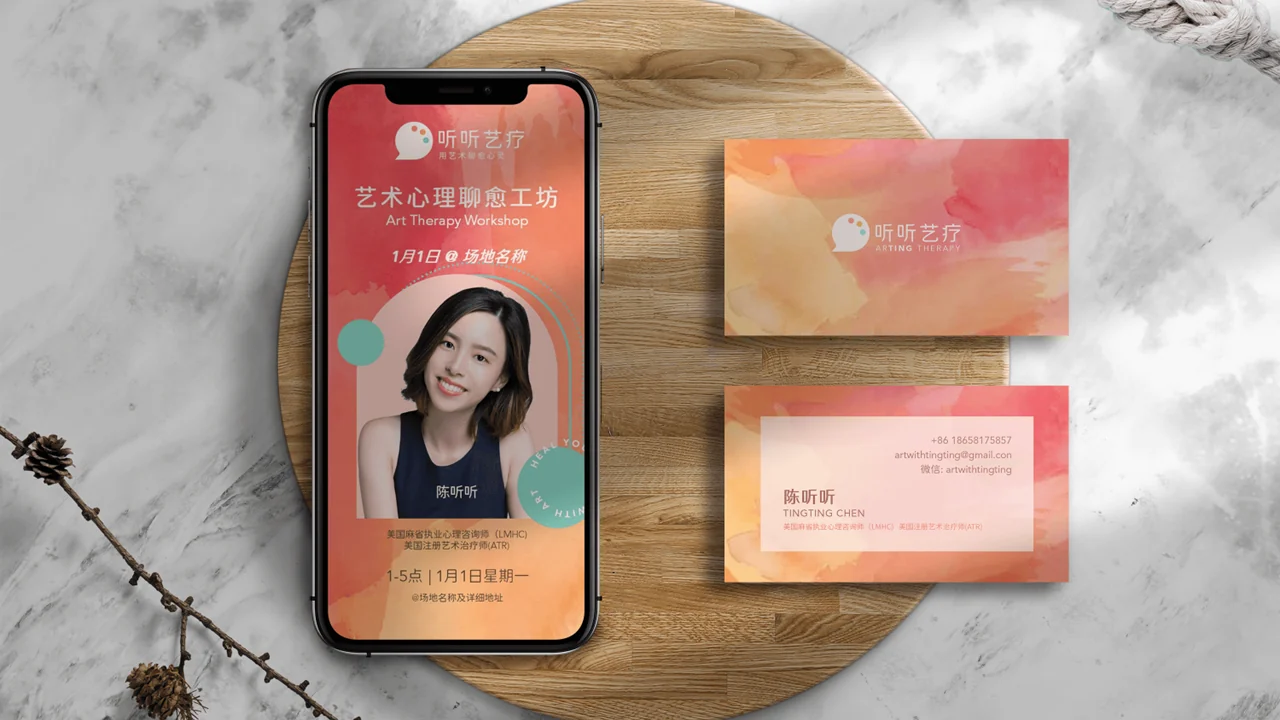 听听艺疗
用艺术聊愈心灵
艺术心理聊愈工坊
Art Therapy Workshop
1月1日 @ 场地名称
HEAL YO
WITH ART
陈听听
美国麻省执业心理咨询师（LMHC)
美国注册艺术治疗师(ATR)
1-5点 | 1月1日星期一
@场地名称及详细地址
听听艺疗
ARTING THERAPY
+86 18658175857
artwithtingting@gmail.con
微信: artwithtingting
陈听听
TINGTING CHEN
美国麻省执业心理咨询师（LMHC）美国注册艺术治疗师(ATR)